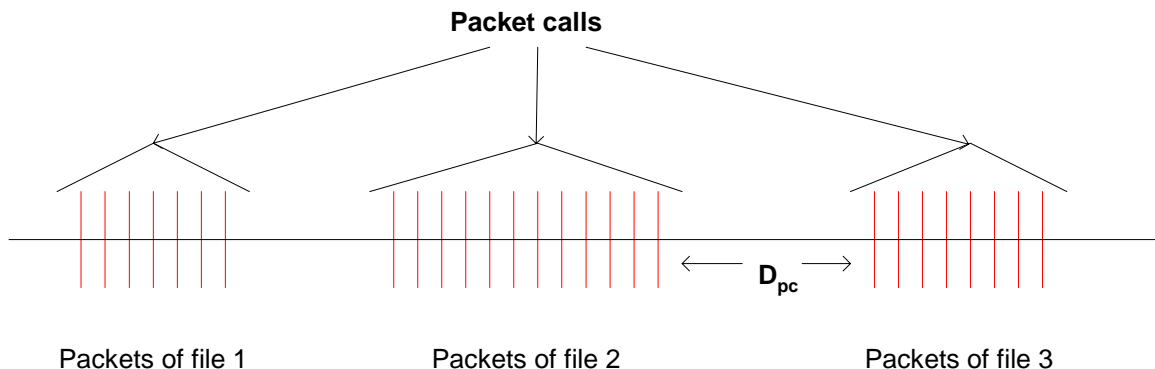 Packet calls
Dpc
Packets of file 1
Packets of file 2
Packets of file 3